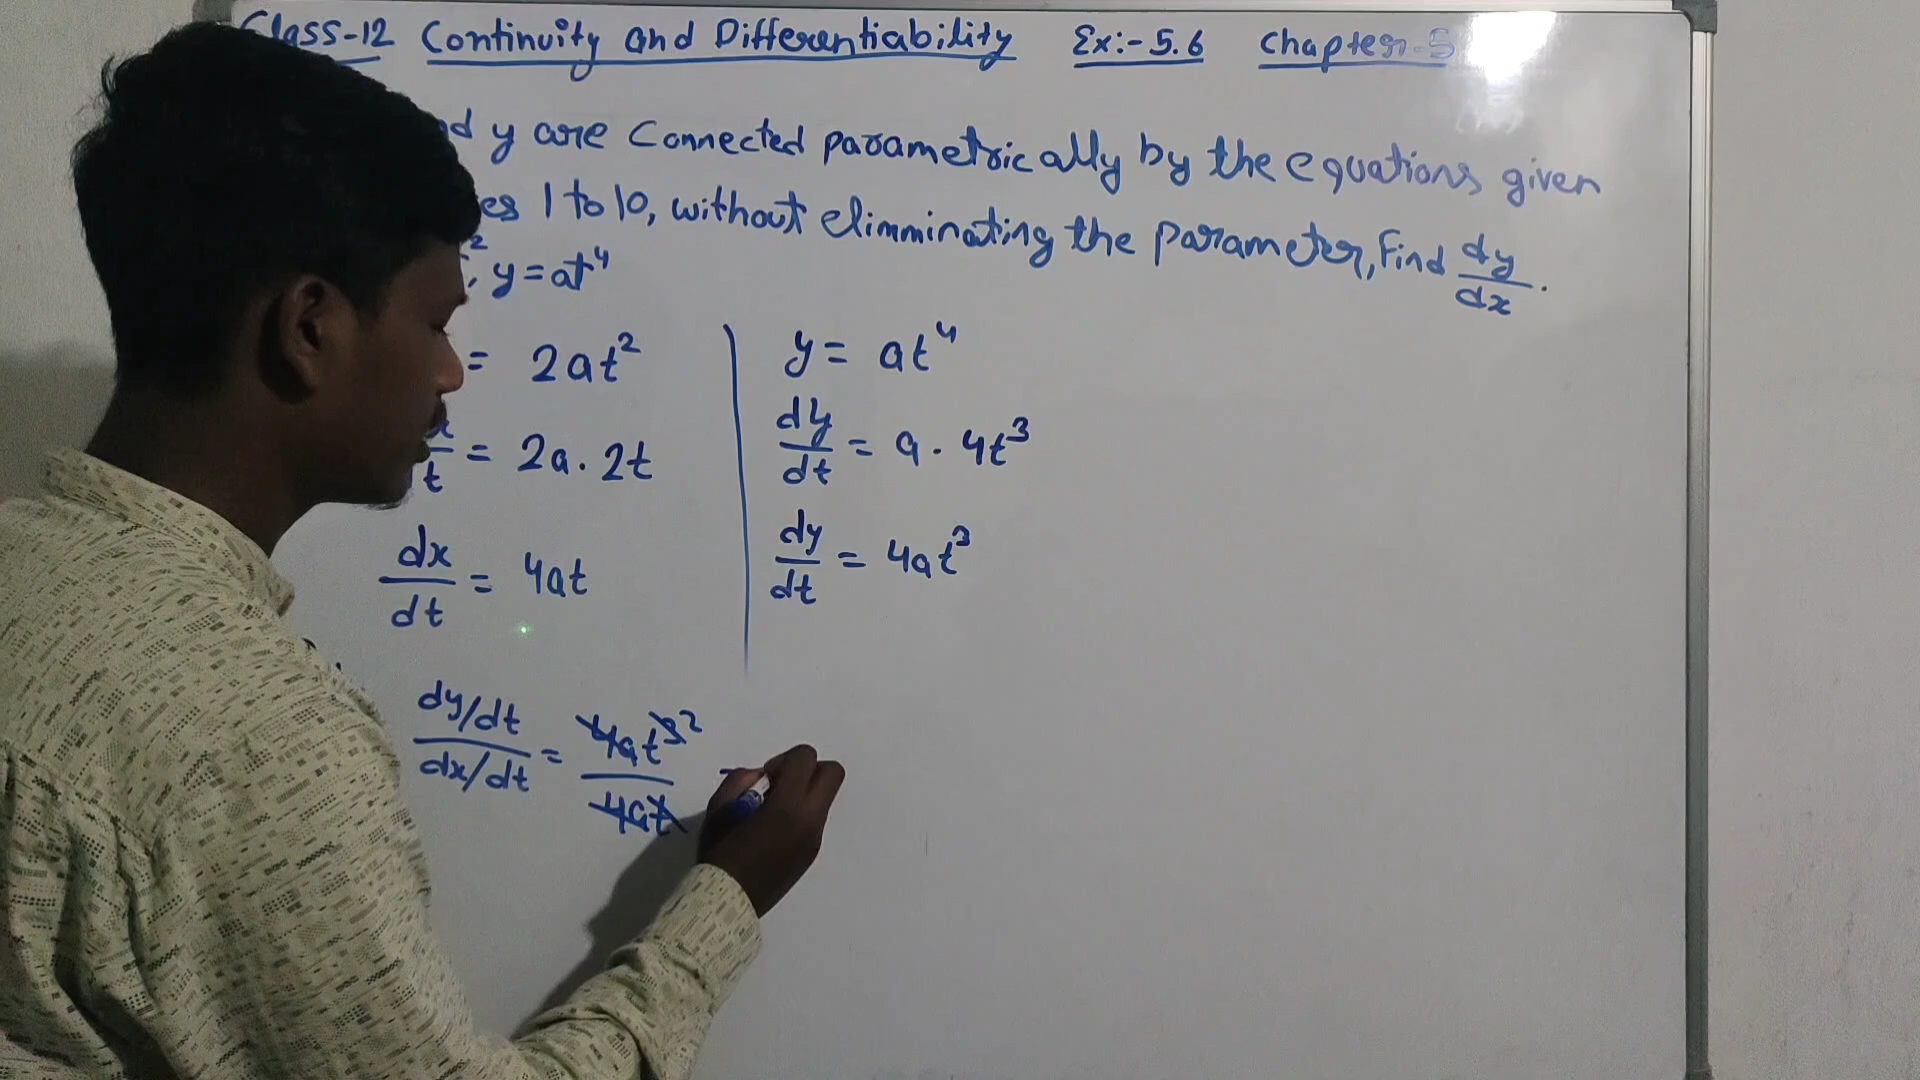 Class-12 Continuity and Differentiability Ex:-5.6 Chapter-5
y are Connected parametrically by the equations given
1 to 10, without elimminating the parameter, Find dy/dx.
y = at⁴
= 2at²
= 2a. 2t
dx/dt = 4at
y = at⁴
dy/dt = a . 4t³
dy/dt = 4at³
dy/dt / dx/dt = 4at³ ² / 4at